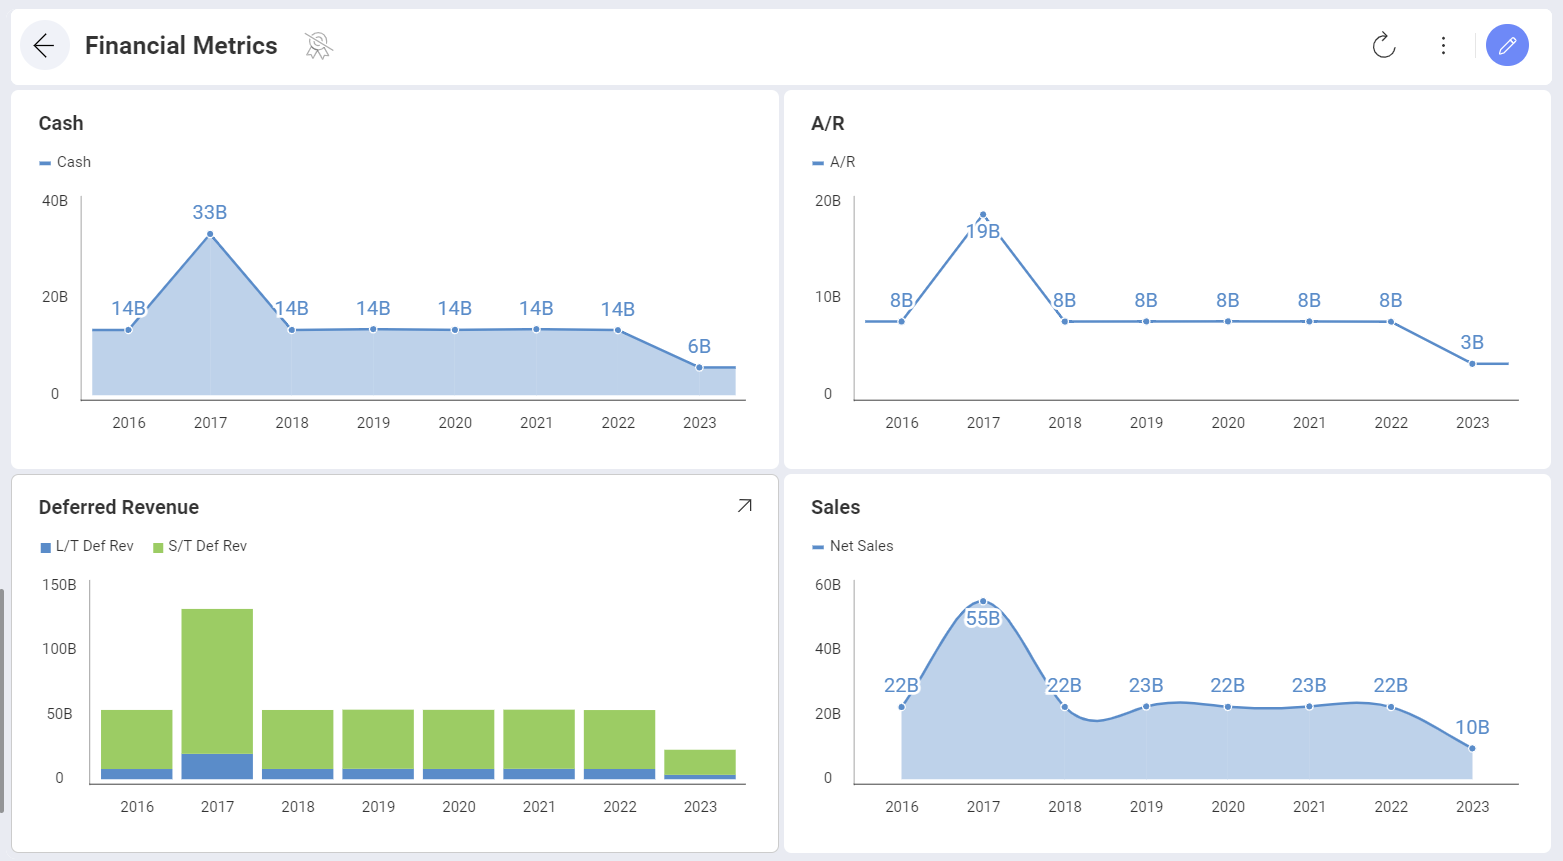 Financial Metrics
Cash
Cash
40B
20B
0
14B 33B 14B 14B 14B 14B 14B 6B
2016 2017 2018 2019 2020 2021 2022 2023
A/R
A/R
20B
10B
0
8B 19B 8B 8B 8B 8B 8B 3B
2016 2017 2018 2019 2020 2021 2022 2023
Deferred Revenue
L/T Def Rev S/T Def Rev
150B
100B
50B
0
2016 2017 2018 2019 2020 2021 2022 2023
Sales
Net Sales
60B
40B
20B
0
22B 55B 22B 23B 22B 23B 22B 10B
2016 2017 2018 2019 2020 2021 2022 2023